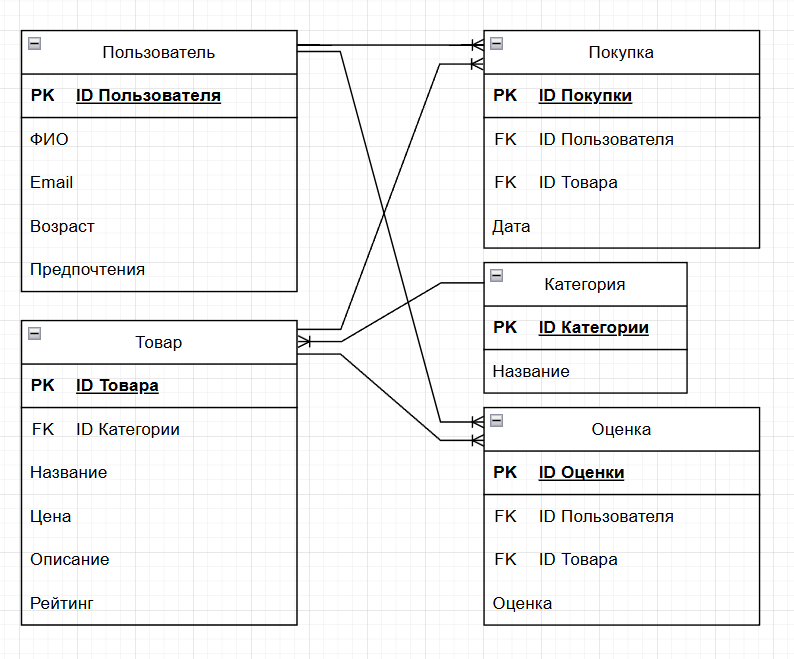 Пользователь
PK ID Пользователя
ФИО
Email
Возраст
Предпочтения
Товар
PK ID Товара
FK ID Категории
Название
Цена
Описание
Рейтинг
Покупка
PK ID Покупки
FK ID Пользователя
FK ID Товара
Дата
Категория
PK ID Категории
Название
Оценка
PK ID Оценки
FK ID Пользователя
FK ID Товара
Оценка